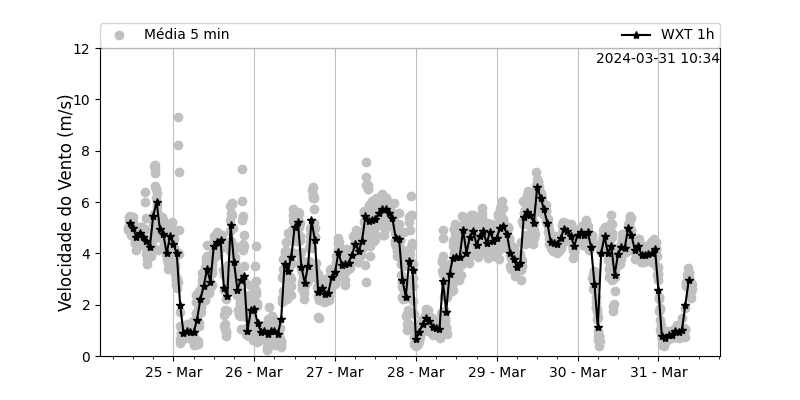 Média 5 min
WXT 1h
2024-03-31 10:34
Velocidade do Vento (m/s)
12
10
8
6
4
2
0
25 - Mar
26 - Mar
27 - Mar
28 - Mar
29 - Mar
30 - Mar
31 - Mar